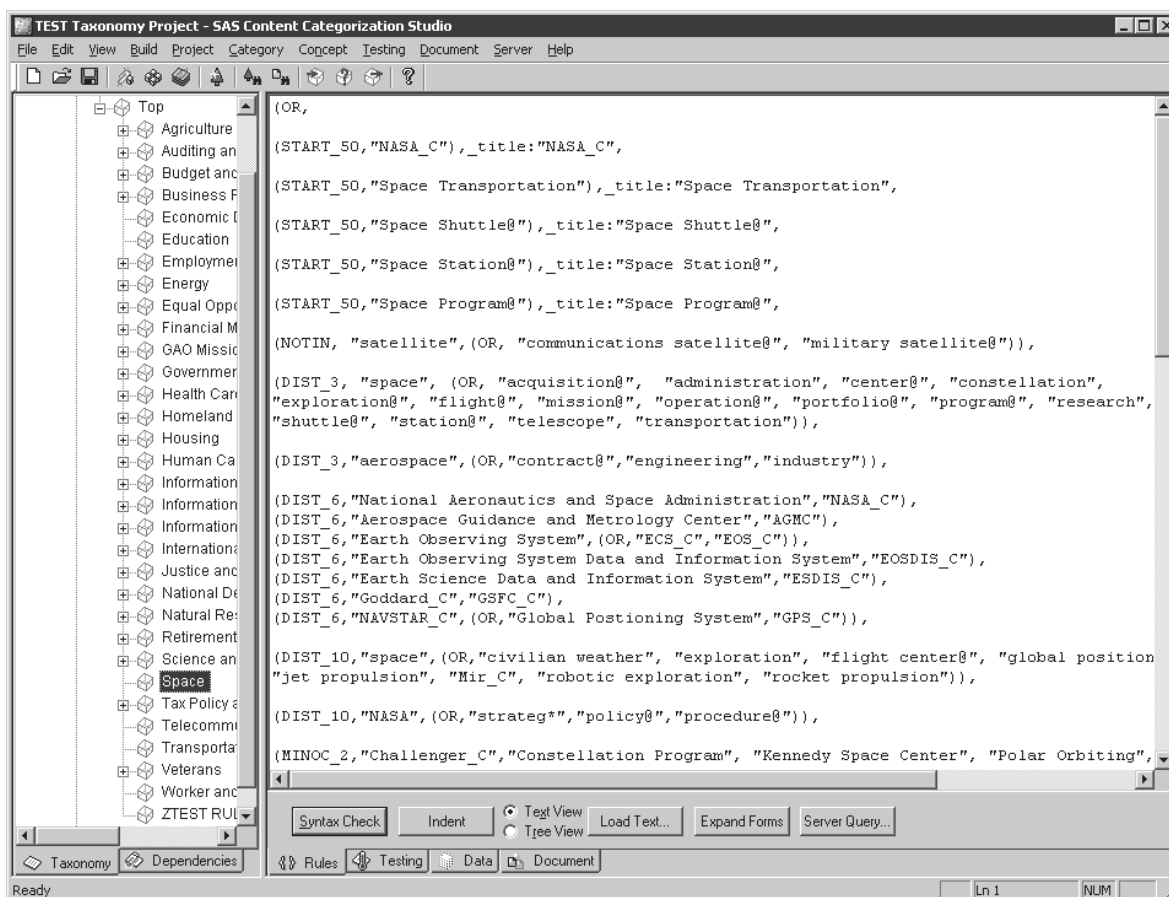 TEST Taxonomy Project - SAS Content Categorization Studio
File Edit View Build Project Category Concept Testing Document Server Help
Top
Agriculture
Auditing an
Budget and
Business F
Economic D
Education
Employmen
Energy
Equal Oppo
Financial M
GAO Missio
Governmen
Health Care
Homeland
Housing
Human Ca
Information
Information
Information
Internationa
Justice and
National De
Natural Res
Retirement
Science an
Space
Tax Policy a
Telecommu
Transportat
Veterans
Worker and
ZTEST RUL
(OR,
(START_50,"NASA_C"),_title:"NASA_C",
(START_50,"Space Transportation"),_title:"Space Transportation",
(START_50,"Space Shuttle@"),_title:"Space Shuttle@",
(START_50,"Space Station@"),_title:"Space Station@",
(START_50,"Space Program@"),_title:"Space Program@",
(NOTIN, "satellite",(OR, "communications satellite@", "military satellite@")),
(DIST_3, "space", (OR, "acquisition@", "administration", "center@", "constellation",
"exploration@", "flight@", "mission@", "operation@", "portfolio@", "program@", "research",
"shuttle@", "station@", "telescope", "transportation")),
(DIST_3,"aerospace",(OR,"contract@","engineering","industry")),
(DIST_6,"National Aeronautics and Space Administration","NASA_C"),
(DIST_6,"Aerospace Guidance and Metrology Center","AGMC"),
(DIST_6,"Earth Observing System",(OR,"ECS_C","EOS_C")),
(DIST_6,"Earth Observing System Data and Information System","EOSDIS_C"),
(DIST_6,"Earth Science Data and Information System","ESDIS_C"),
(DIST_6,"Goddard_C","GSFC_C"),
(DIST_6,"NAVSTAR_C",(OR,"Global Postioning System","GPS_C")),
(DIST_10,"space",(OR,"civilian weather", "exploration", "flight center@", "global position
"jet propulsion", "Mir_C", "robotic exploration", "rocket propulsion")),
(DIST_10,"NASA",(OR,"strateg*","policy@","procedure@")),
(MINOC_2,"Challenger_C","Constellation Program", "Kennedy Space Center", "Polar Orbiting",
Syntax Check Indent Text View Tree View Load Text... Expand Forms Server Query...
Taxonomy Dependencies Rules Testing Data Document
Ready Ln 1 NUM